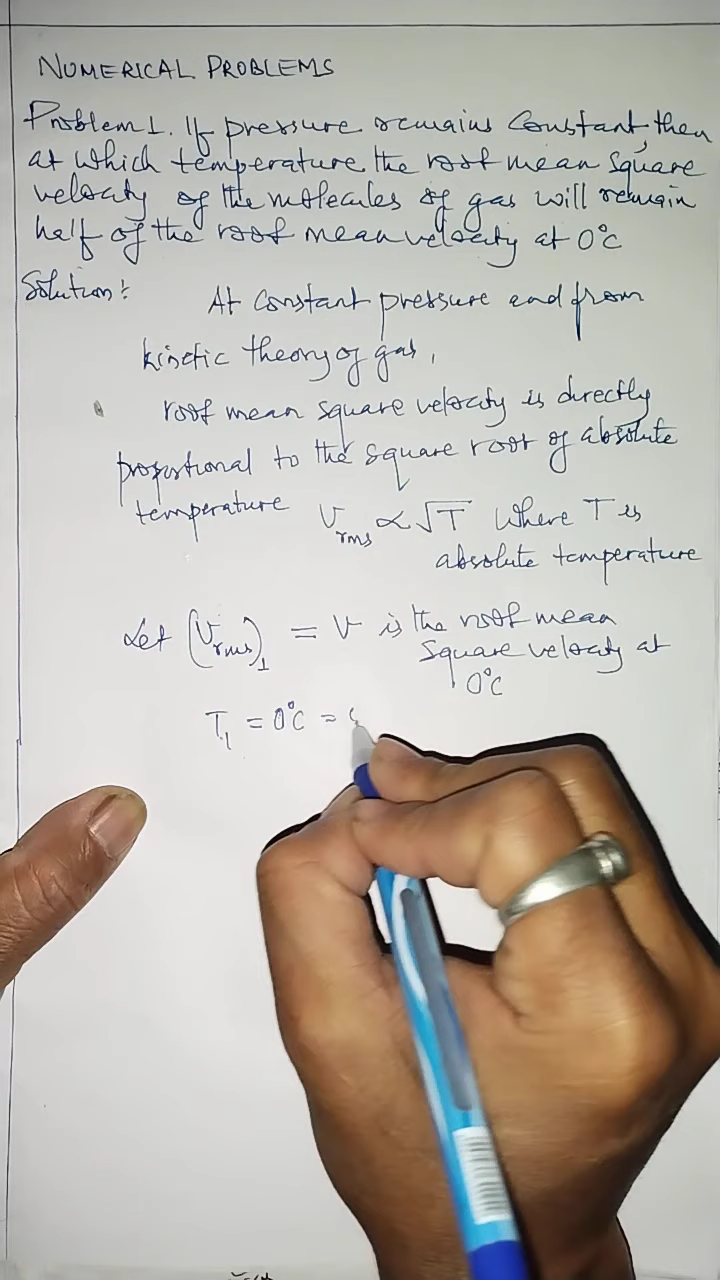 NUMERICAL PROBLEMS
Problem 1. If pressure remains constant, then
at which temperature the root mean square
velocity of the molecules of gas will remain
half of the root mean velocity at 0°C
Solution:
At constant pressure and from
kinetic theory of gas,
root mean square velocity is directly
proportional to the square root of absolute
temperature Vrms ∝ √T where T is
absolute temperature
Let (Vrms)1 = V is the root mean
square velocity at
0°C
T1 = 0°C =